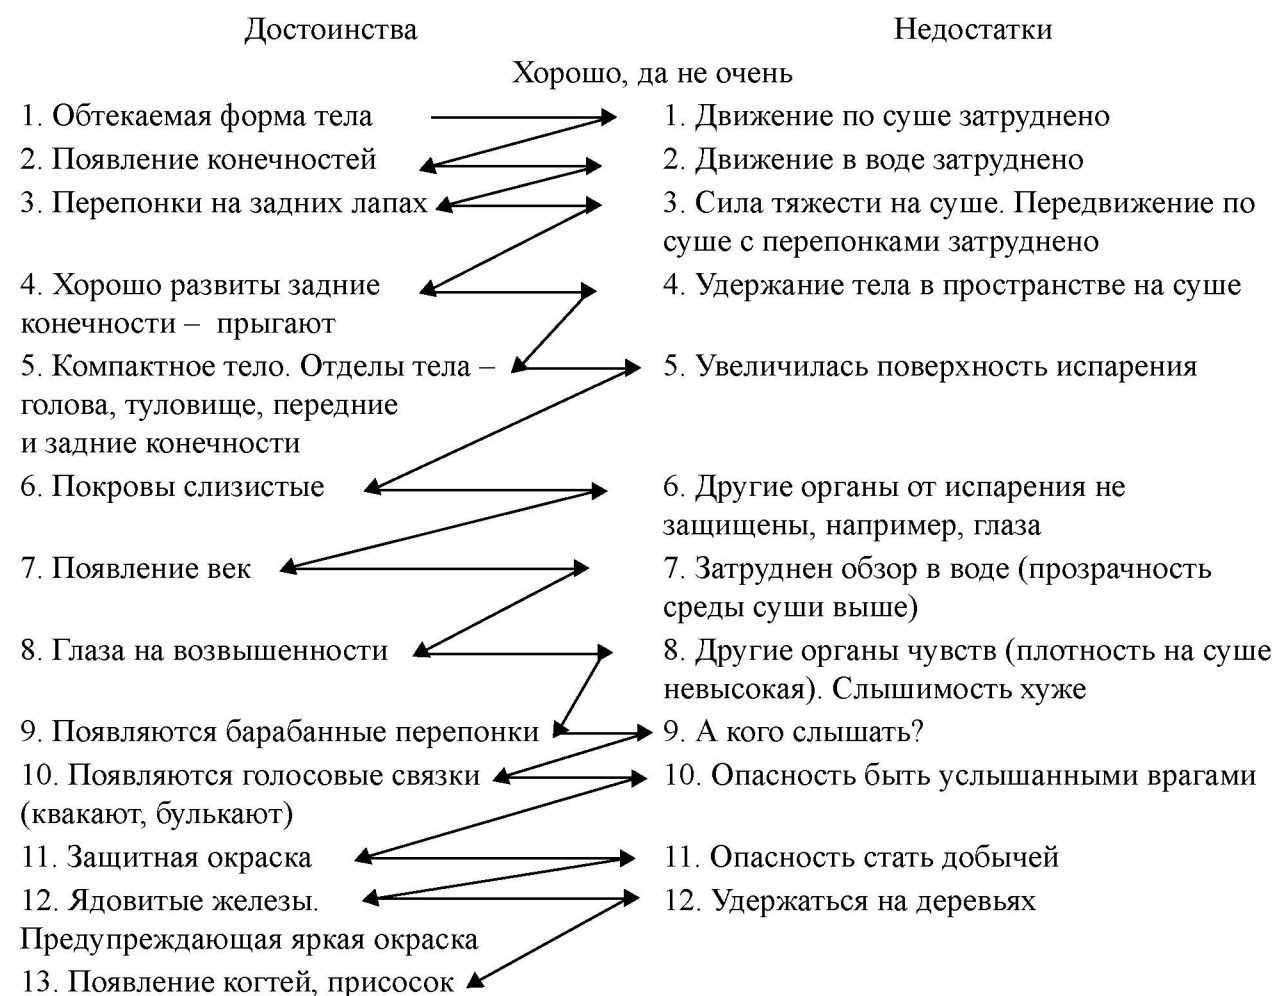 Достоинства Недостатки
Хорошо, да не очень
1. Обтекаемая форма тела 1. Движение по суше затруднено
2. Появление конечностей 2. Движение в воде затруднено
3. Перепонки на задних лапах 3. Сила тяжести на суше. Передвижение по
суше с перепонками затруднено
4. Хорошо развиты задние 4. Удержание тела в пространстве на суше
конечности – прыгают
5. Компактное тело. Отделы тела – 5. Увеличилась поверхность испарения
голова, туловище, передние
и задние конечности
6. Покровы слизистые 6. Другие органы от испарения не
защищены, например, глаза
7. Появление век 7. Затруднен обзор в воде (прозрачность
среды суши выше)
8. Глаза на возвышенности 8. Другие органы чувств (плотность на суше
невысокая). Слышимость хуже
9. Появляются барабанные перепонки 9. А кого слышать?
10. Появляются голосовые связки 10. Опасность быть услышанными врагами
(квакают, булькают)
11. Защитная окраска 11. Опасность стать добычей
12. Ядовитые железы. 12. Удержаться на деревьях
Предупреждающая яркая окраска
13. Появление когтей, присосок